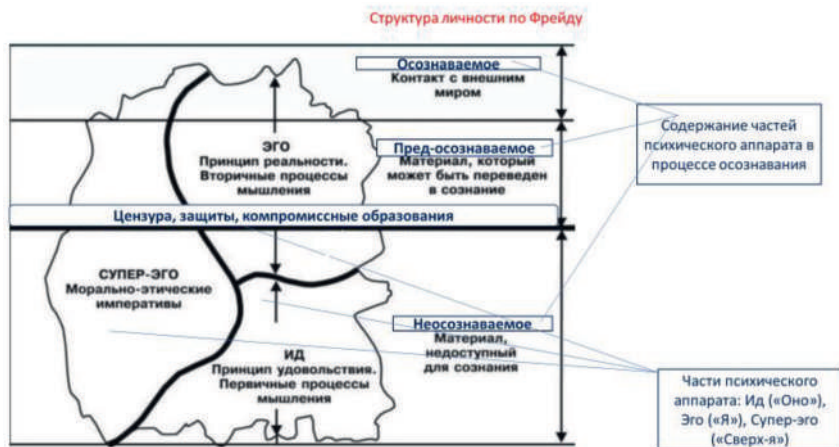 Структура личности по Фрейду
Осознаваемое
Контакт с внешним
миром
ЭГО
Принцип реальности.
Вторичные процессы
мышления
Пред-осознаваемое
Материал, который
может быть переведен
в сознание
Содержание частей
психического аппарата в
процессе осознавания
Цензура, защиты, компромиссные образования
СУПЕР-ЭГО
Морально-этические
императивы
Неосознаваемое
Материал,
недоступный
для сознания
ИД
Принцип удовольствия.
Первичные процессы
мышления
Части психического
аппарата: Ид («Оно»),
Эго («Я»), Супер-эго
(«Сверх-я»)